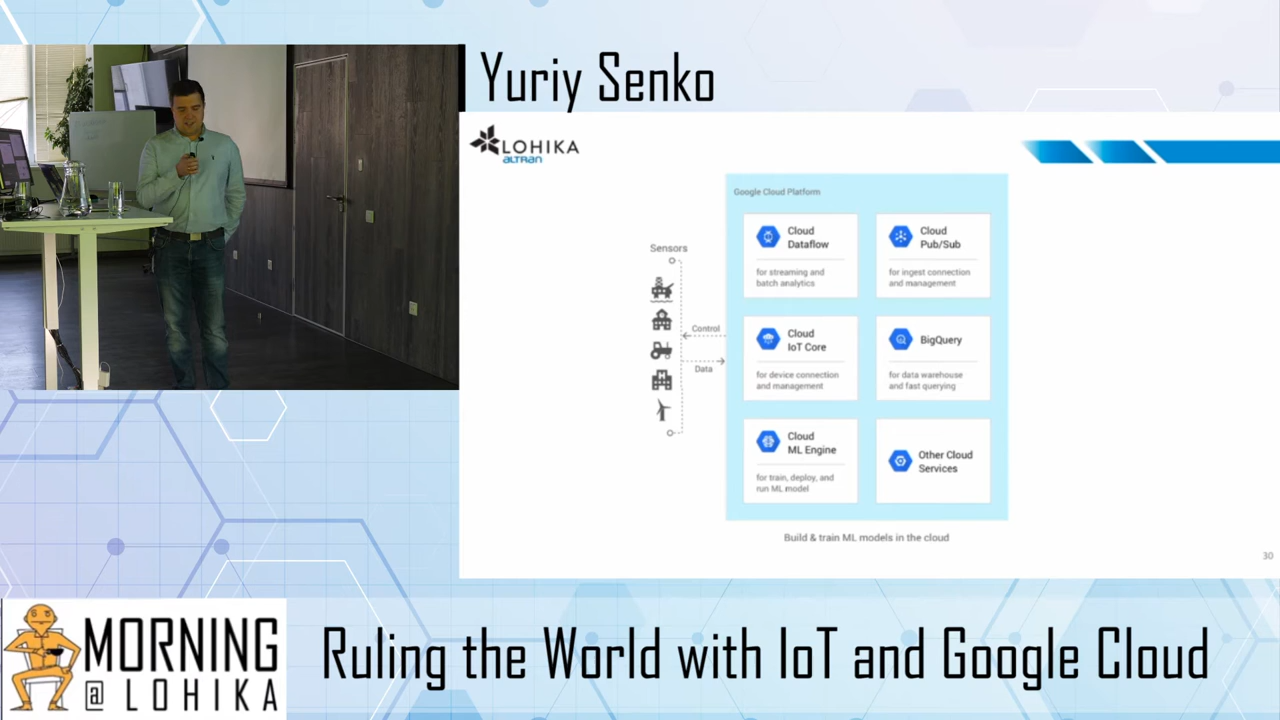 Yuriy Senko
LOHIKA
altran
Google Cloud Platform
Sensors
Control
Data
Cloud
Dataflow
for streaming and
batch analytics
Cloud
Pub/Sub
for ingest connection
and management
Cloud
IoT Core
for device connection
and management
BigQuery
for data warehouse
and fast querying
Cloud
ML Engine
for train, deploy, and
run ML model
Other Cloud
Services
Build & train ML models in the cloud
30
MORNING
@ LOHIKA
Ruling the World with IoT and Google Cloud